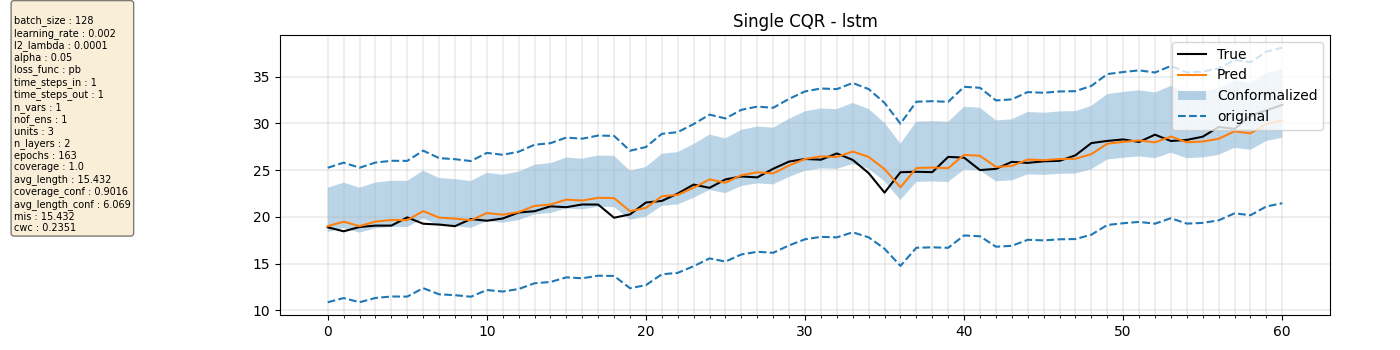 batch_size : 128
learning_rate : 0.002
l2_lambda : 0.0001
alpha : 0.05
loss_func : pb
time_steps_in : 1
time_steps_out : 1
n_vars : 1
nof_ens : 1
units : 3
n_layers : 2
epochs : 163
coverage : 1.0
avg_length : 15.432
coverage_conf : 0.9016
avg_length_conf : 6.069
mis : 15.432
cwc : 0.2351
Single CQR - lstm
35
30
25
20
15
10
0 10 20 30 40 50 60
True
Pred
Conformalized
original